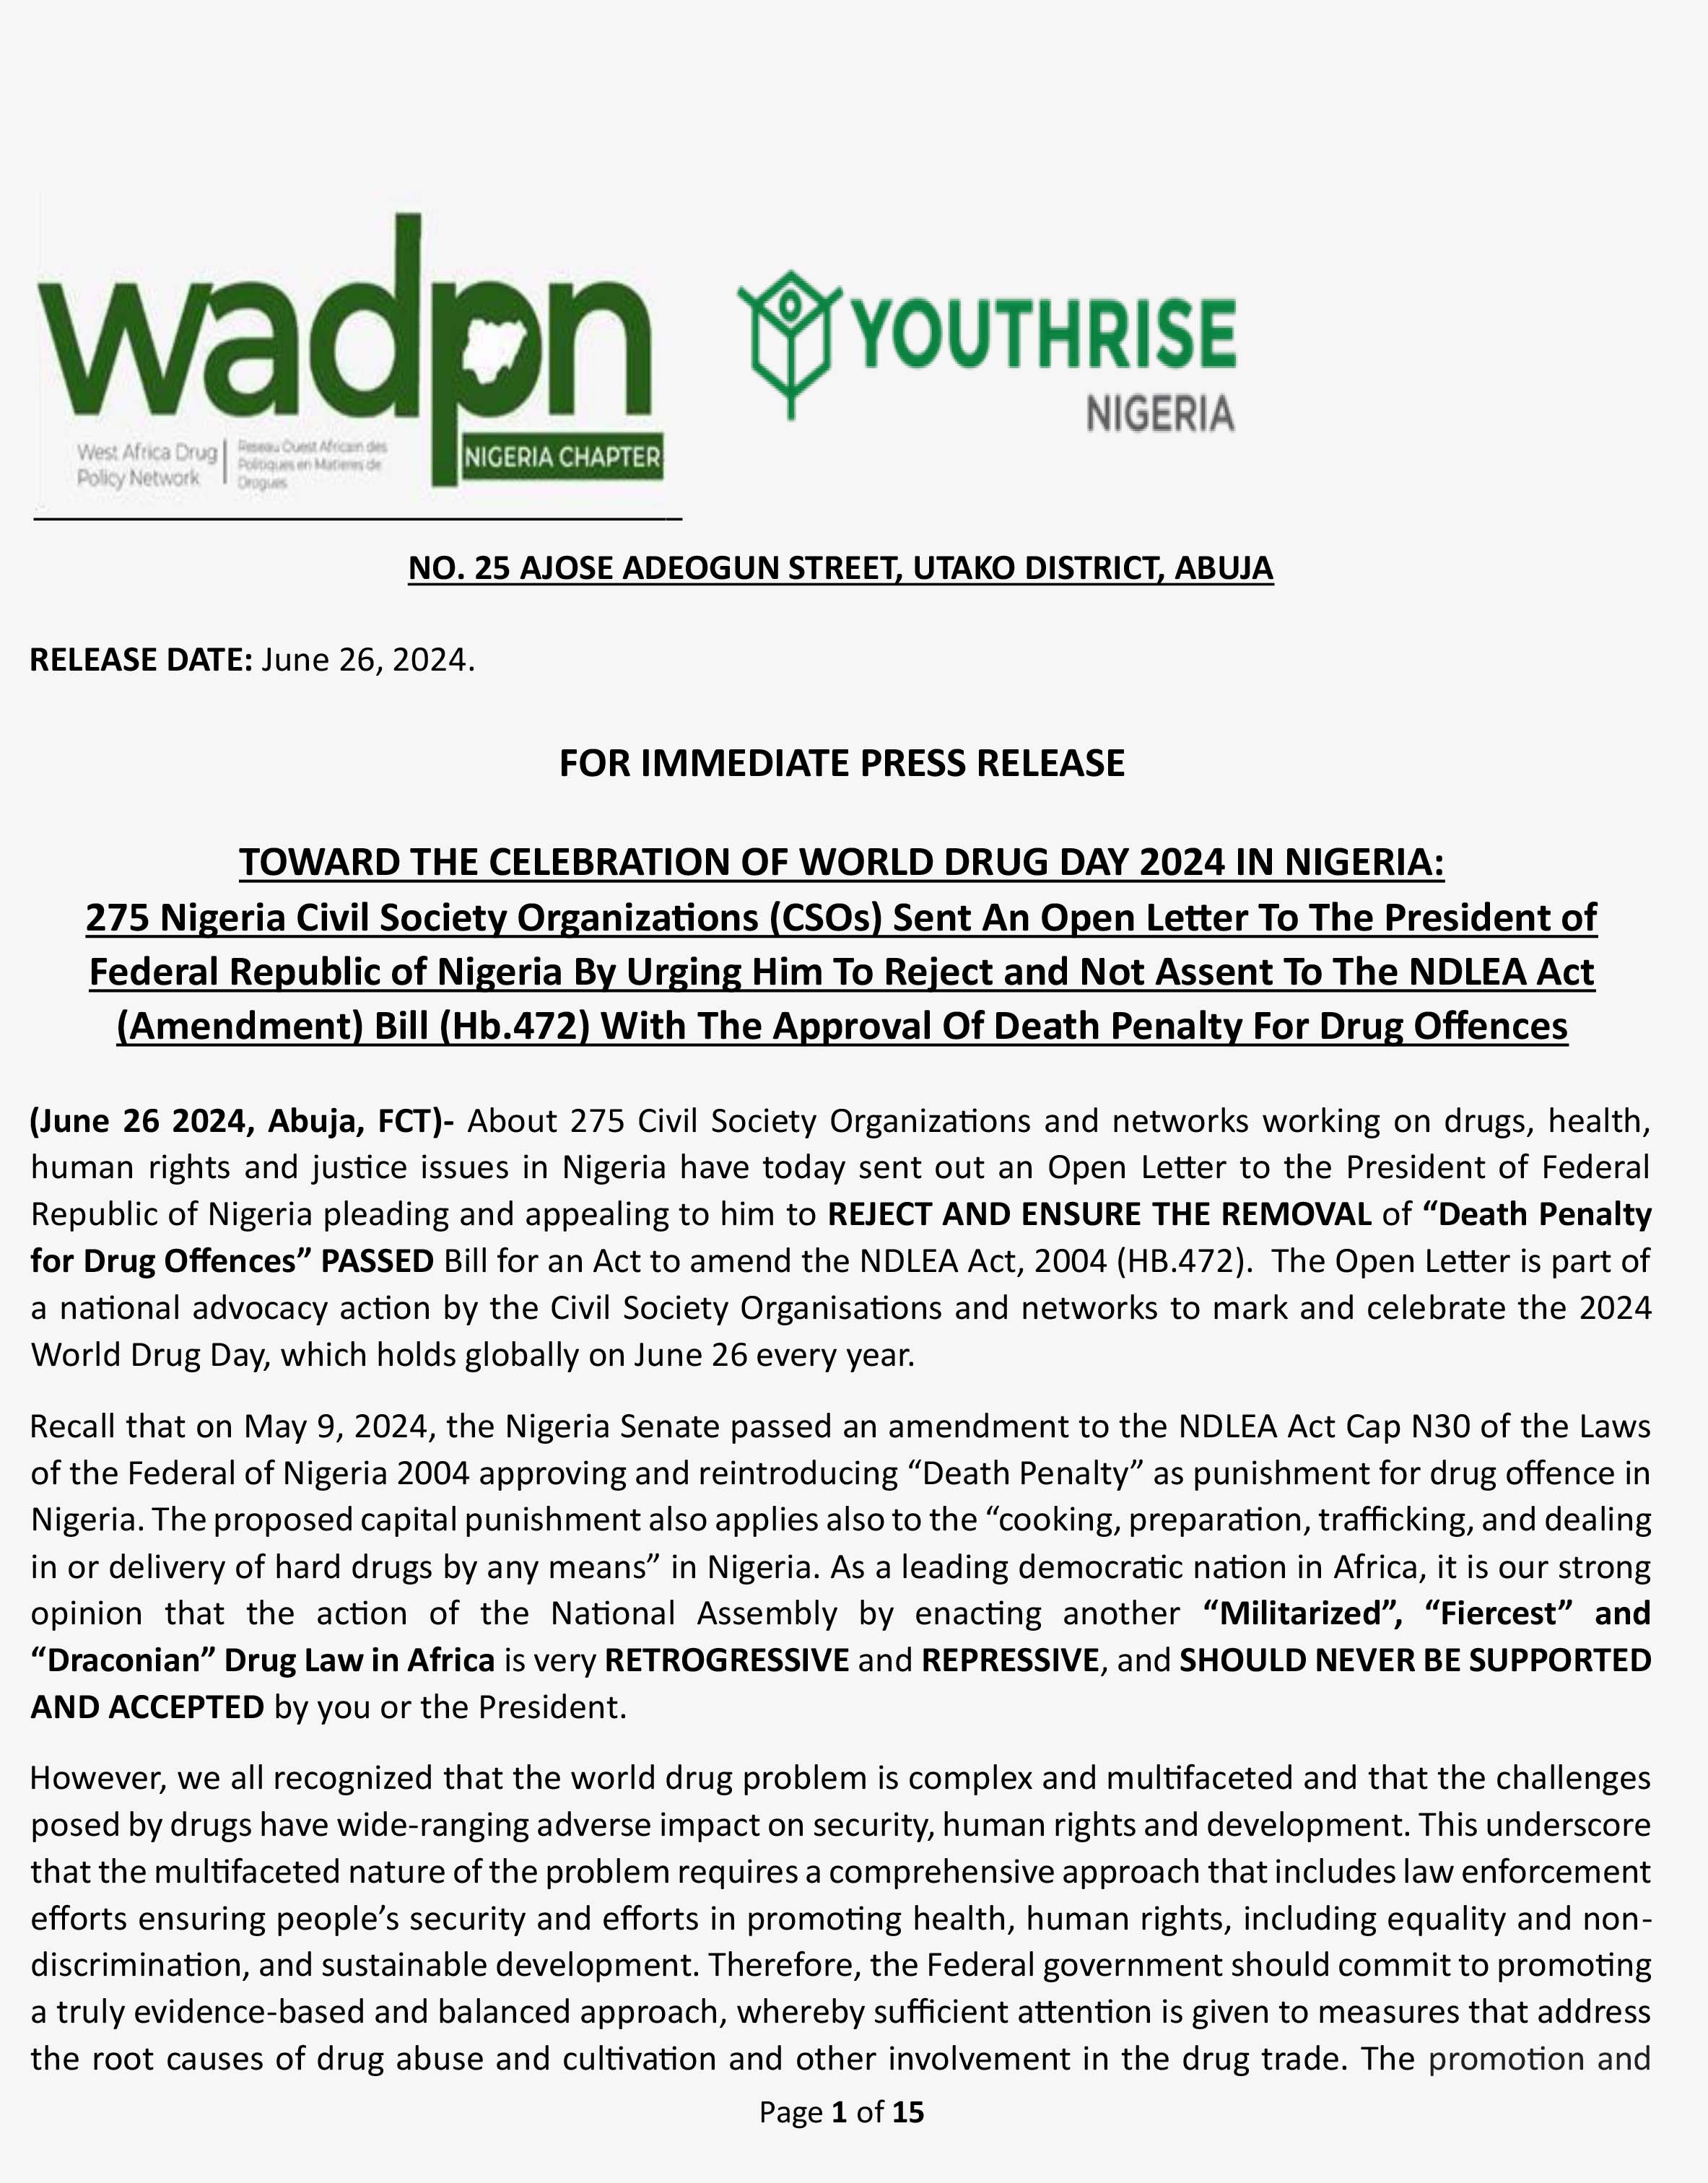 wadpn
West Africa Drug
Policy Network
Reseau Ouest Africain des
Politiques en Matieres de
Drogues
NIGERIA CHAPTER
YOUTHRISE
NIGERIA
NO. 25 AJOSE ADEOGUN STREET, UTAKO DISTRICT, ABUJA
RELEASE DATE: June 26, 2024.
FOR IMMEDIATE PRESS RELEASE
TOWARD THE CELEBRATION OF WORLD DRUG DAY 2024 IN NIGERIA:
275 Nigeria Civil Society Organizations (CSOs) Sent An Open Letter To The President of
Federal Republic of Nigeria By Urging Him To Reject and Not Assent To The NDLEA Act
(Amendment) Bill (Hb.472) With The Approval Of Death Penalty For Drug Offences
(June 26 2024, Abuja, FCT)- About 275 Civil Society Organizations and networks working on drugs, health,
human rights and justice issues in Nigeria have today sent out an Open Letter to the President of Federal
Republic of Nigeria pleading and appealing to him to REJECT AND ENSURE THE REMOVAL of “Death Penalty
for Drug Offences” PASSED Bill for an Act to amend the NDLEA Act, 2004 (HB.472). The Open Letter is part of
a national advocacy action by the Civil Society Organisations and networks to mark and celebrate the 2024
World Drug Day, which holds globally on June 26 every year.
Recall that on May 9, 2024, the Nigeria Senate passed an amendment to the NDLEA Act Cap N30 of the Laws
of the Federal of Nigeria 2004 approving and reintroducing “Death Penalty” as punishment for drug offence in
Nigeria. The proposed capital punishment also applies also to the “cooking, preparation, trafficking, and dealing
in or delivery of hard drugs by any means” in Nigeria. As a leading democratic nation in Africa, it is our strong
opinion that the action of the National Assembly by enacting another “Militarized”, “Fiercest” and
“Draconian” Drug Law in Africa is very RETROGRESSIVE and REPRESSIVE, and SHOULD NEVER BE SUPPORTED
AND ACCEPTED by you or the President.
However, we all recognized that the world drug problem is complex and multifaceted and that the challenges
posed by drugs have wide-ranging adverse impact on security, human rights and development. This underscore
that the multifaceted nature of the problem requires a comprehensive approach that includes law enforcement
efforts ensuring people’s security and efforts in promoting health, human rights, including equality and non-
discrimination, and sustainable development. Therefore, the Federal government should commit to promoting
a truly evidence-based and balanced approach, whereby sufficient attention is given to measures that address
the root causes of drug abuse and cultivation and other involvement in the drug trade. The promotion and
Page 1 of 15